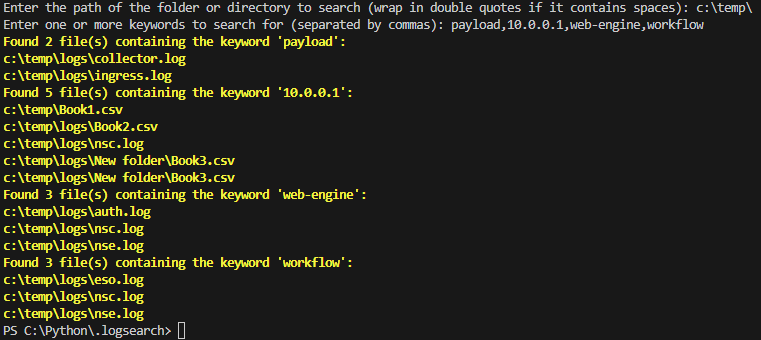 Enter the path of the folder or directory to search (wrap in double quotes if it contains spaces): c:\temp\
Enter one or more keywords to search for (separated by commas): payload,10.0.0.1,web-engine,workflow
Found 2 file(s) containing the keyword 'payload':
c:\temp\logs\collector.log
c:\temp\logs\ingress.log
Found 5 file(s) containing the keyword '10.0.0.1':
c:\temp\Book1.csv
c:\temp\logs\Book2.csv
c:\temp\logs\nsc.log
c:\temp\logs\New folder\Book3.csv
c:\temp\logs\New folder\Book3.csv
Found 3 file(s) containing the keyword 'web-engine':
c:\temp\logs\auth.log
c:\temp\logs\nsc.log
c:\temp\logs\nse.log
Found 3 file(s) containing the keyword 'workflow':
c:\temp\logs\eso.log
c:\temp\logs\nsc.log
c:\temp\logs\nse.log
PS C:\Python\.logsearch>